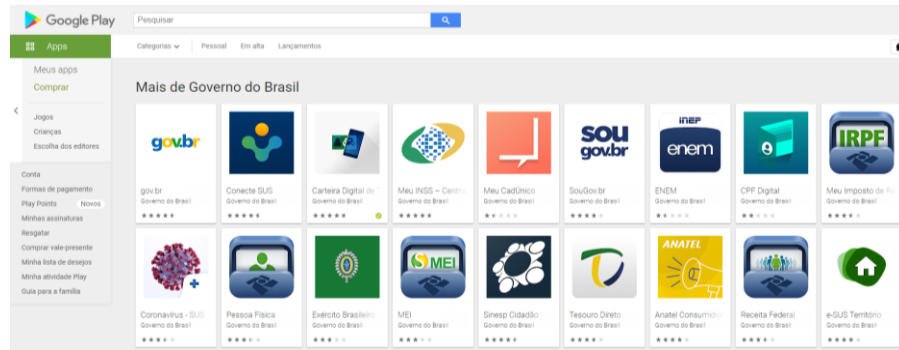 Google Play
Pesquisar
Apps
Categorias
Pessoal
Em alta
Lançamentos
Meus apps
Comprar
Jogos
Crianças
Escolha dos editores
Conta
Formas de pagamento
Play Points
Novos
Minhas assinaturas
Resgatar
Comprar vale-presente
Minha lista de desejos
Minha atividade Play
Guia para a família
Mais de Governo do Brasil
gov.br
INEP
enem
sou
gov.br
IRPF
gov.br
Conecte SUS
Carteira Digital de
Meu INSS – Centra
Meu CadÚnico
SouGov.br
ENEM
CPF Digital
Meu Imposto de Re
Governo do Brasil
Governo do Brasil
Governo do Brasil
Governo do Brasil
Governo do Brasil
Governo do Brasil
Governo do Brasil
Governo do Brasil
Governo do Brasil
MEI
ANATEL
Coronavírus - SUS
Pessoa Física
Exército Brasileiro
MEI
Sinesp Cidadão
Tesouro Direto
Anatel Consumidor
Receita Federal
e-SUS Território
Governo do Brasil
Governo do Brasil
Governo do Brasil
Governo do Brasil
Governo do Brasil
Governo do Brasil
Governo do Brasil
Governo do Brasil
Governo do Brasil